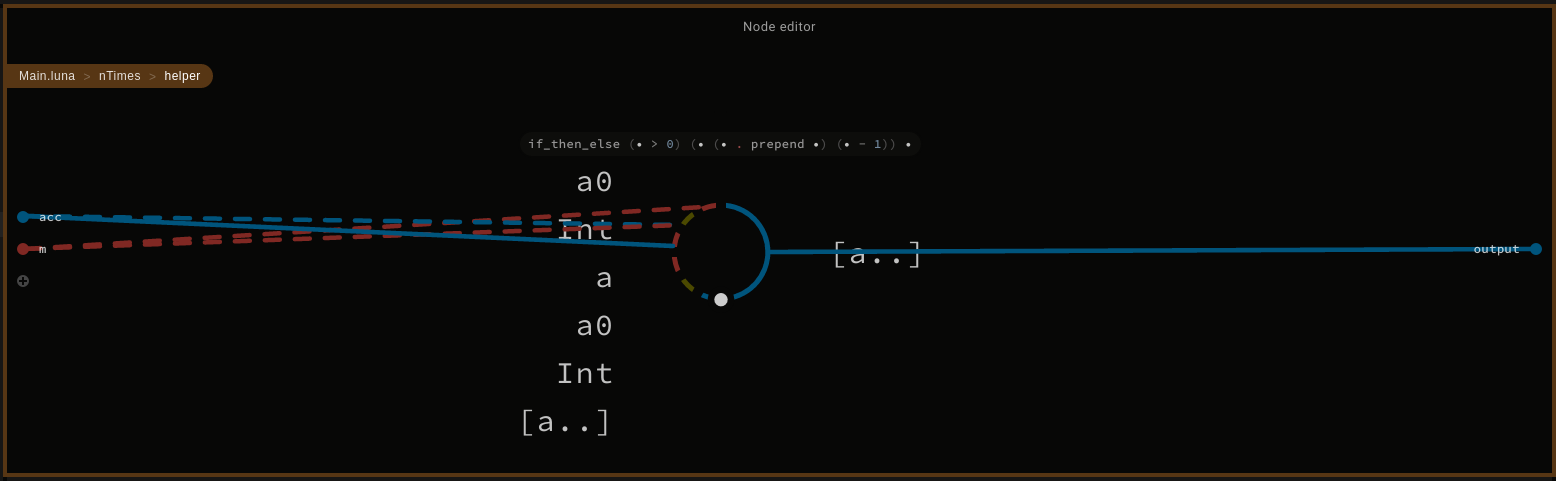 Node editor
Main.luna > nTimes > helper
if_then_else (• > 0) (• (• . prepend •) (• - 1)) •
a0
acc
Int
m
output
[a..]
a
a0
Int
[a..]